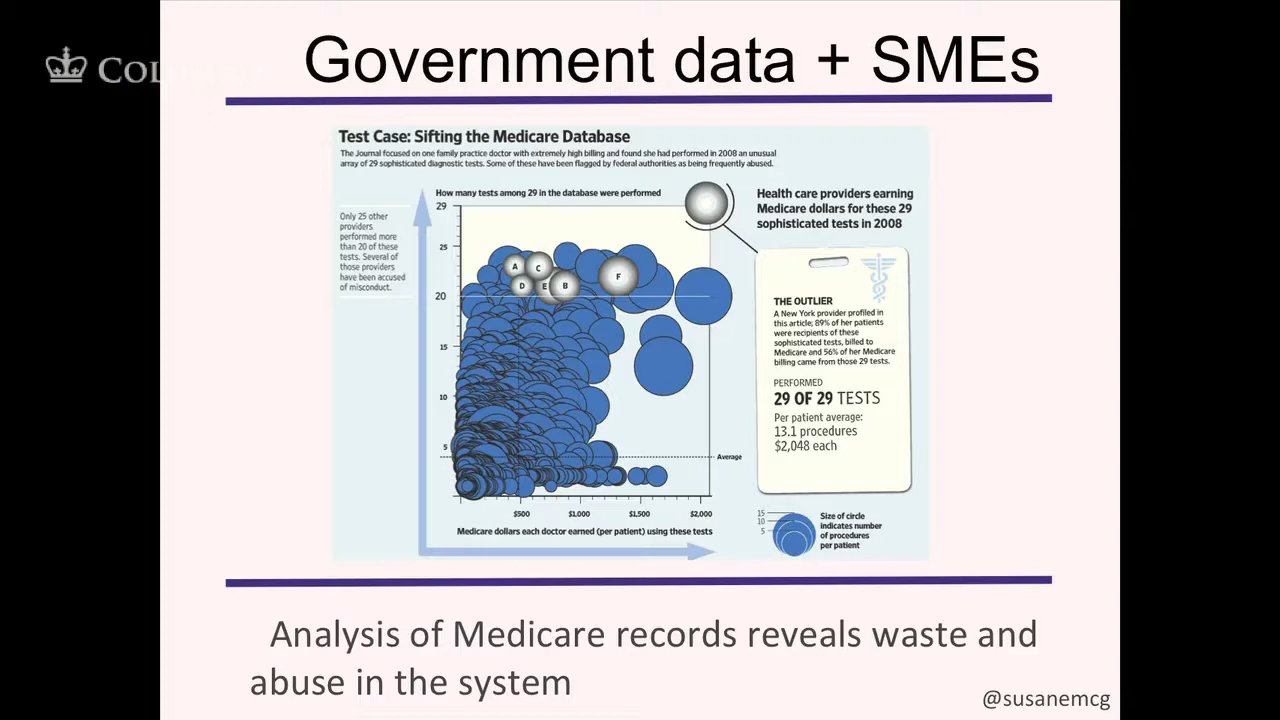 Government data + SMEs
COLUMBIA
Test Case: Sifting the Medicare Database
The Journal focused on one family practice doctor with extremely high billing and found she had performed in 2008 an unusual
array of 29 sophisticated diagnostic tests. Some of these have been flagged by federal authorities as being frequently abused.
How many tests among 29 in the database were performed
29
25
20
15
10
5
Only 25 other
providers
performed more
than 20 of these
tests. Several of
those providers
have been accused
of misconduct.
A
C
D
E
B
F
Average
$500
$1,000
$1,500
$2,000
Medicare dollars each doctor earned (per patient) using these tests
Health care providers earning
Medicare dollars for these 29
sophisticated tests in 2008
THE OUTLIER
A New York provider profiled in
this article; 89% of her patients
were recipients of these
sophisticated tests, billed to
Medicare and 56% of her Medicare
billing came from those 29 tests.
PERFORMED
29 OF 29 TESTS
Per patient average:
13.1 procedures
$2,048 each
15
10
5
Size of circle
indicates number
of procedures
per patient
Analysis of Medicare records reveals waste and
abuse in the system
@susanemcg